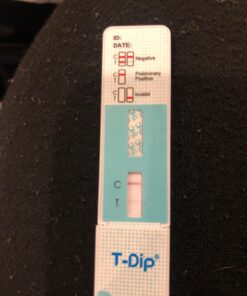 ID:
DATE:
C
T
Negative
C
T
Preliminary
Positive
C
T
Invalid
C
T
T-Dip®